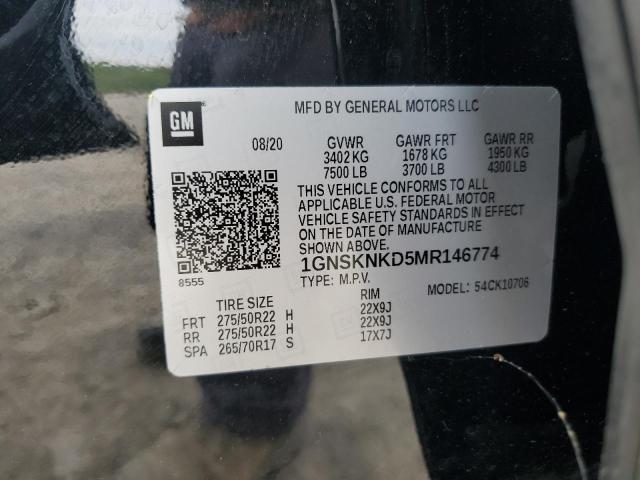 GM
MFD BY GENERAL MOTORS LLC
08/20 GVWR GAWR FRT GAWR RR
3402 KG 1678 KG 1950 KG
7500 LB 3700 LB 4300 LB
THIS VEHICLE CONFORMS TO ALL
APPLICABLE U.S. FEDERAL MOTOR
VEHICLE SAFETY STANDARDS IN EFFECT
ON THE DATE OF MANUFACTURE
SHOWN ABOVE.
8555
1GNSKNKD5MR146774
TYPE: M.P.V. MODEL: 54CK10706
TIRE SIZE RIM
FRT 275/50R22 H 22X9J
RR 275/50R22 H 22X9J
SPA 265/70R17 S 17X7J